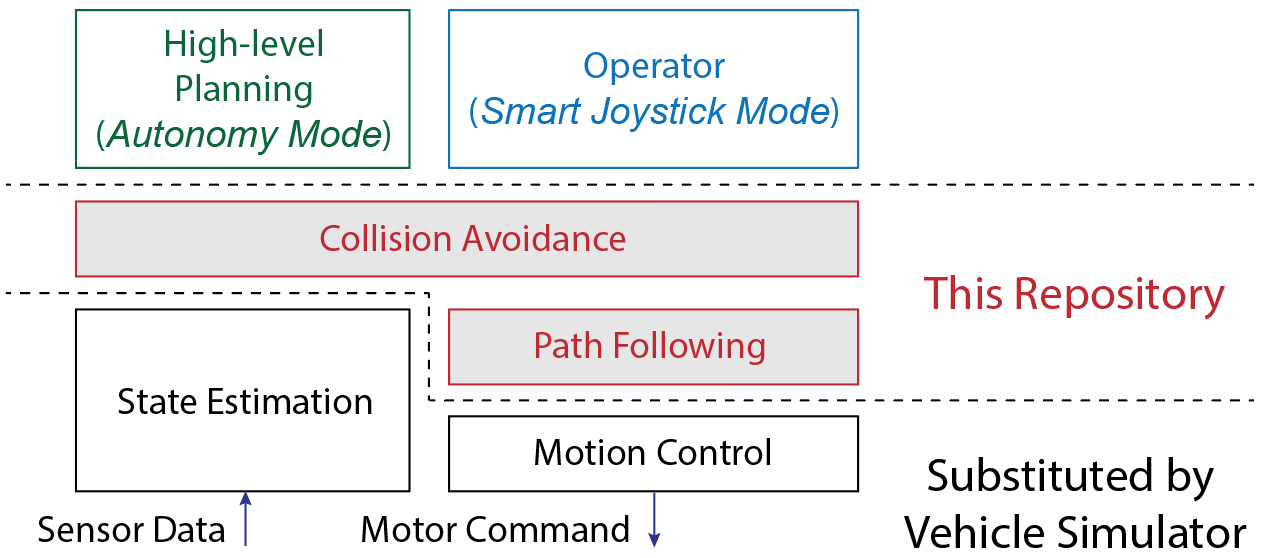 High-level
Planning
(Autonomy Mode)
Operator
(Smart Joystick Mode)
Collision Avoidance
This Repository
Path Following
State Estimation
Motion Control
Substituted by
Vehicle Simulator
Sensor Data
Motor Command